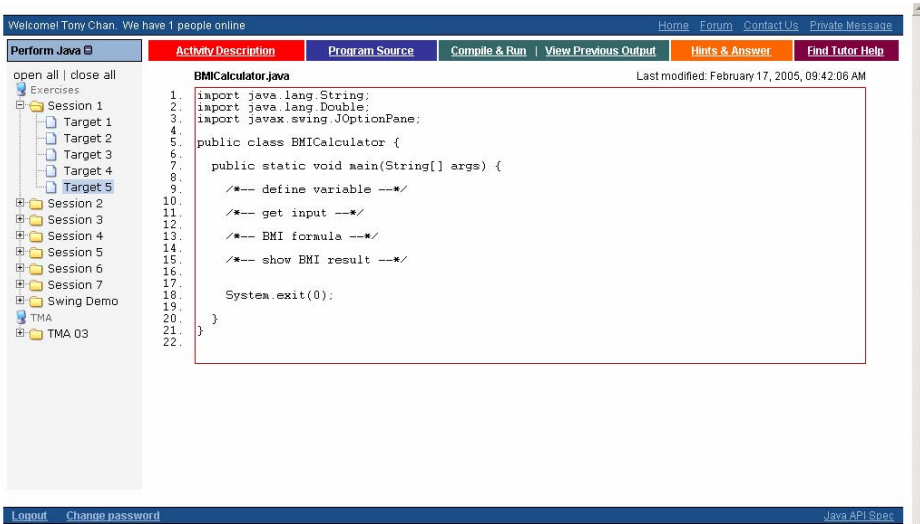 Welcome! Tony Chan. We have 1 people online
Home Forum Contact Us Private Message
Perform Java
Activity Description Program Source Compile & Run | View Previous Output Hints & Answer Find Tutor Help
open all | close all
Exercises
Session 1
Target 1
Target 2
Target 3
Target 4
Target 5
Session 2
Session 3
Session 4
Session 5
Session 6
Session 7
Swing Demo
TMA
TMA 03
BMICalculator.java Last modified: February 17, 2005, 09:42:06 AM
1. import java.lang.String;
2. import java.lang.Double;
3. import javax.swing.JOptionPane;
4.
5. public class BMICalculator {
6.
7. public static void main(String[] args) {
8.
9. /*-- define variable --*/
10.
11. /*-- get input --*/
12.
13. /*-- BMI formula --*/
14.
15. /*-- show BMI result --*/
16.
17.
18. System.exit(0);
19.
20. }
21. }
22.
Logout Change password
Java API Spec